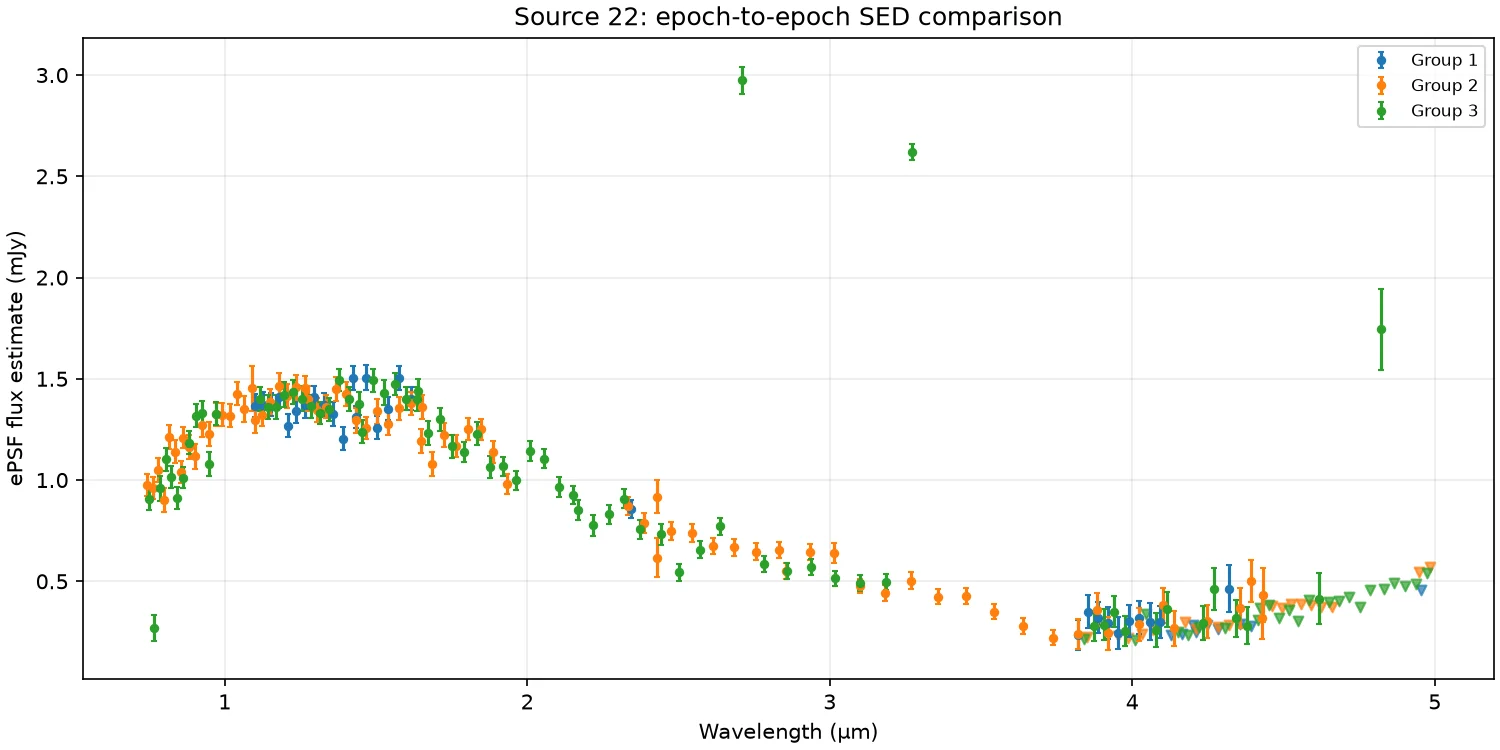 Source 22: epoch-to-epoch SED comparison
Group 1
Group 2
Group 3
ePSF flux estimate (mJy)
3.0
2.5
2.0
1.5
1.0
0.5
1 2 3 4 5
Wavelength (μm)